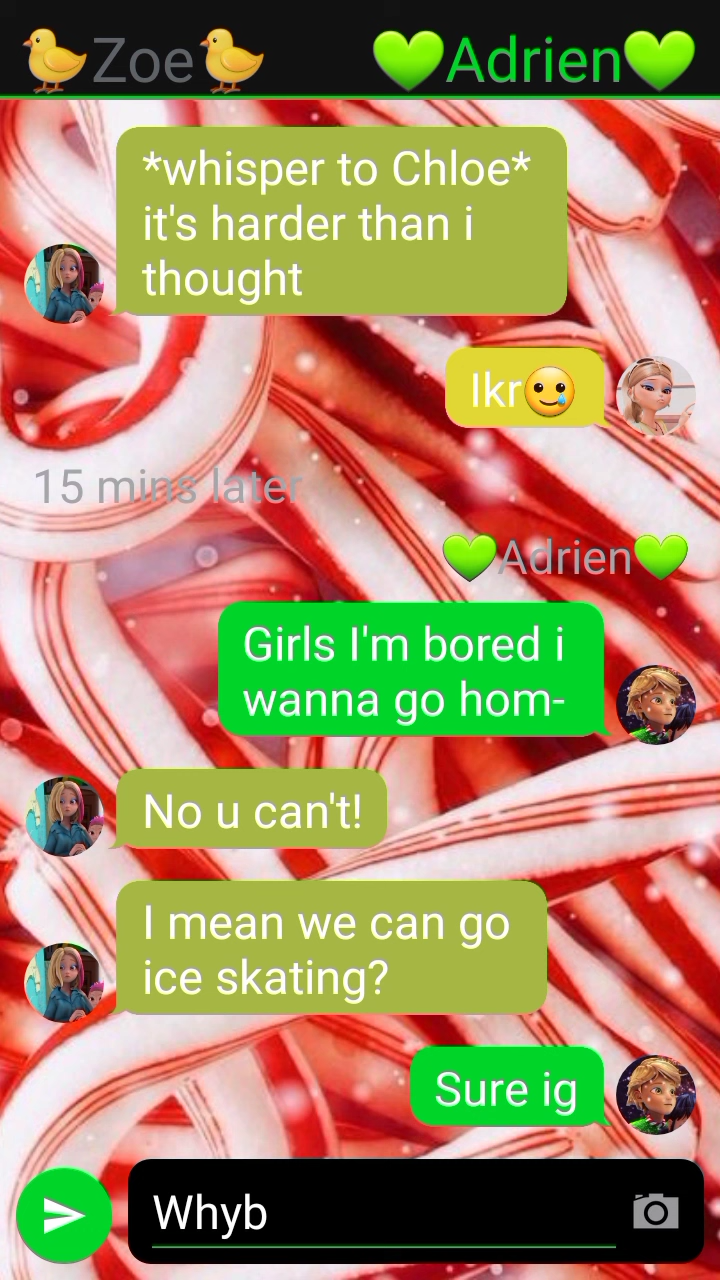 🐤Zoe🐤 💚Adrien💚
*whisper to Chloe*
it's harder than i
thought
Ikr🥲
15 mins later
💚Adrien💚
Girls I'm bored i
wanna go hom-
No u can't!
I mean we can go
ice skating?
Sure ig
Whyb